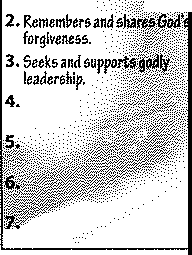 2. Remembers and shares God's
forgiveness.
3. Seeks and supports godly
leadership.
4.
5.
6.
7.